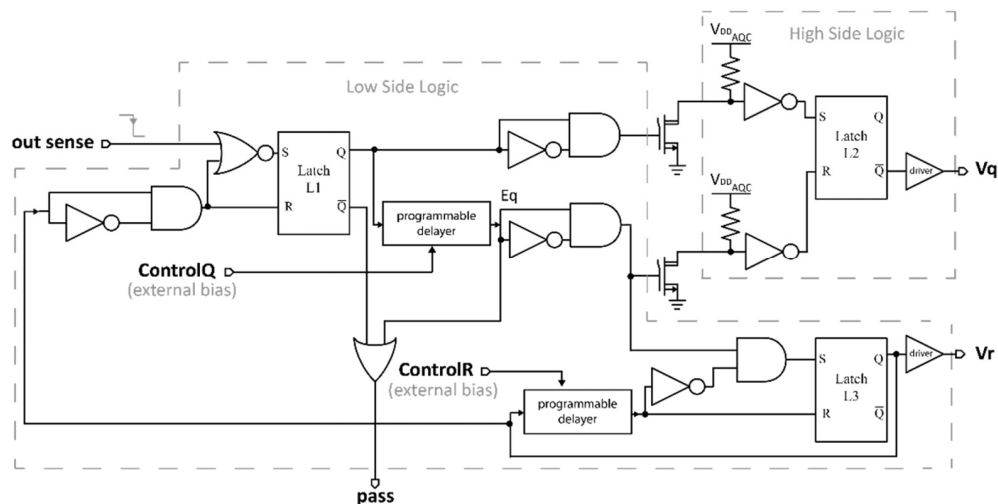 High Side Logic
V_DD_AQC
Low Side Logic
out sense
S
Q
Latch
L1
R
Q̅
S
Q
Latch
L2
R
Q̅
driver
Vq
V_DD_AQC
Eq
programmable
delayer
ControlQ
(external bias)
ControlR
(external bias)
programmable
delayer
S
Q
Latch
L3
R
Q̅
driver
Vr
pass